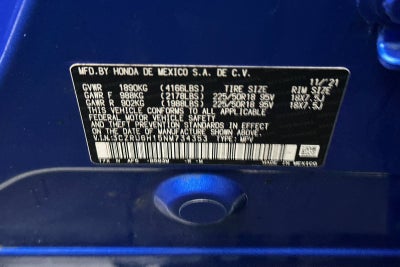 MFD.BY HONDA DE MEXICO S.A. DE C.V. 11/'21
GVWR 1890KG (4166LBS) TIRE SIZE RIM SIZE
GAWR F 988KG (2178LBS) 225/50R18 95V 18X7.5J
GAWR R 902KG (1988LBS) 225/50R18 95V 18X7.5J
THIS VEHICLE CONFORMS TO ALL APPLICABLE
FEDERAL MOTOR VEHICLE SAFETY AND
THEFT PREVENTION STANDARDS IN EFFECT ON THE
DATE OF MANUFACTURE SHOWN ABOVE.
V.I.N:3CZRU6H15NM734353 TYPE:MPV
MADE IN MEXICO